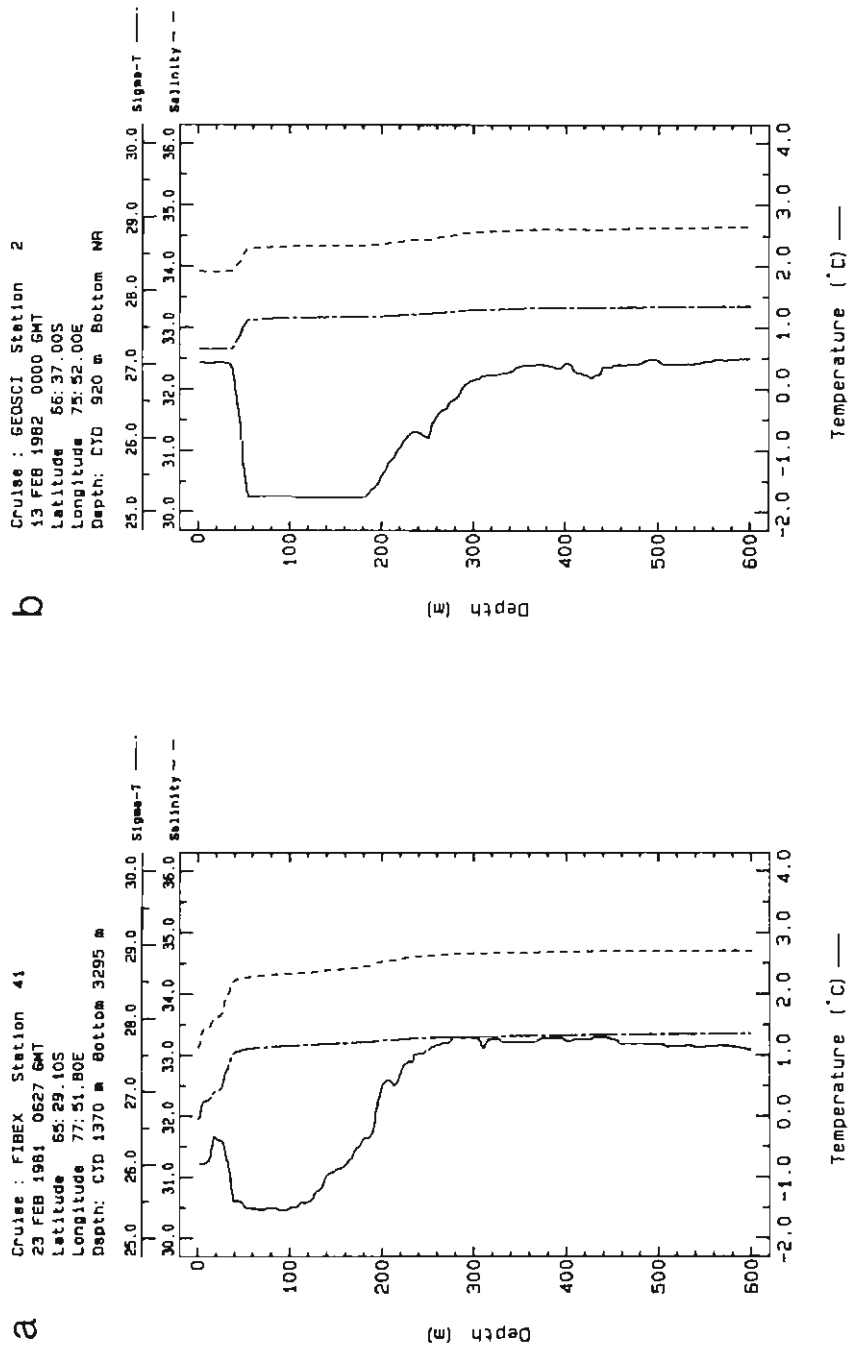 a
Cruise : FIBEX Station 41
23 FEB 1981 0627 GMT
Latitude 65:29.10S
Longitude 77:51.80E
Depth: CTD 1370 m Bottom 3295 m
25.0 26.0 27.0 28.0 29.0 30.0 Sigma-T
30.0 31.0 32.0 33.0 34.0 35.0 36.0 Salinity
0
100
200
300
400
500
600
Depth (m)
-2.0 -1.0 0.0 1.0 2.0 3.0 4.0
Temperature (°C)
b
Cruise : GEOSCI Station 2
13 FEB 1982 0000 GMT
Latitude 66:37.00S
Longitude 75:52.00E
Depth: CTD 920 m Bottom NR
25.0 26.0 27.0 28.0 29.0 30.0 Sigma-T
30.0 31.0 32.0 33.0 34.0 35.0 36.0 Salinity
0
100
200
300
400
500
600
Depth (m)
-2.0 -1.0 0.0 1.0 2.0 3.0 4.0
Temperature (°C)